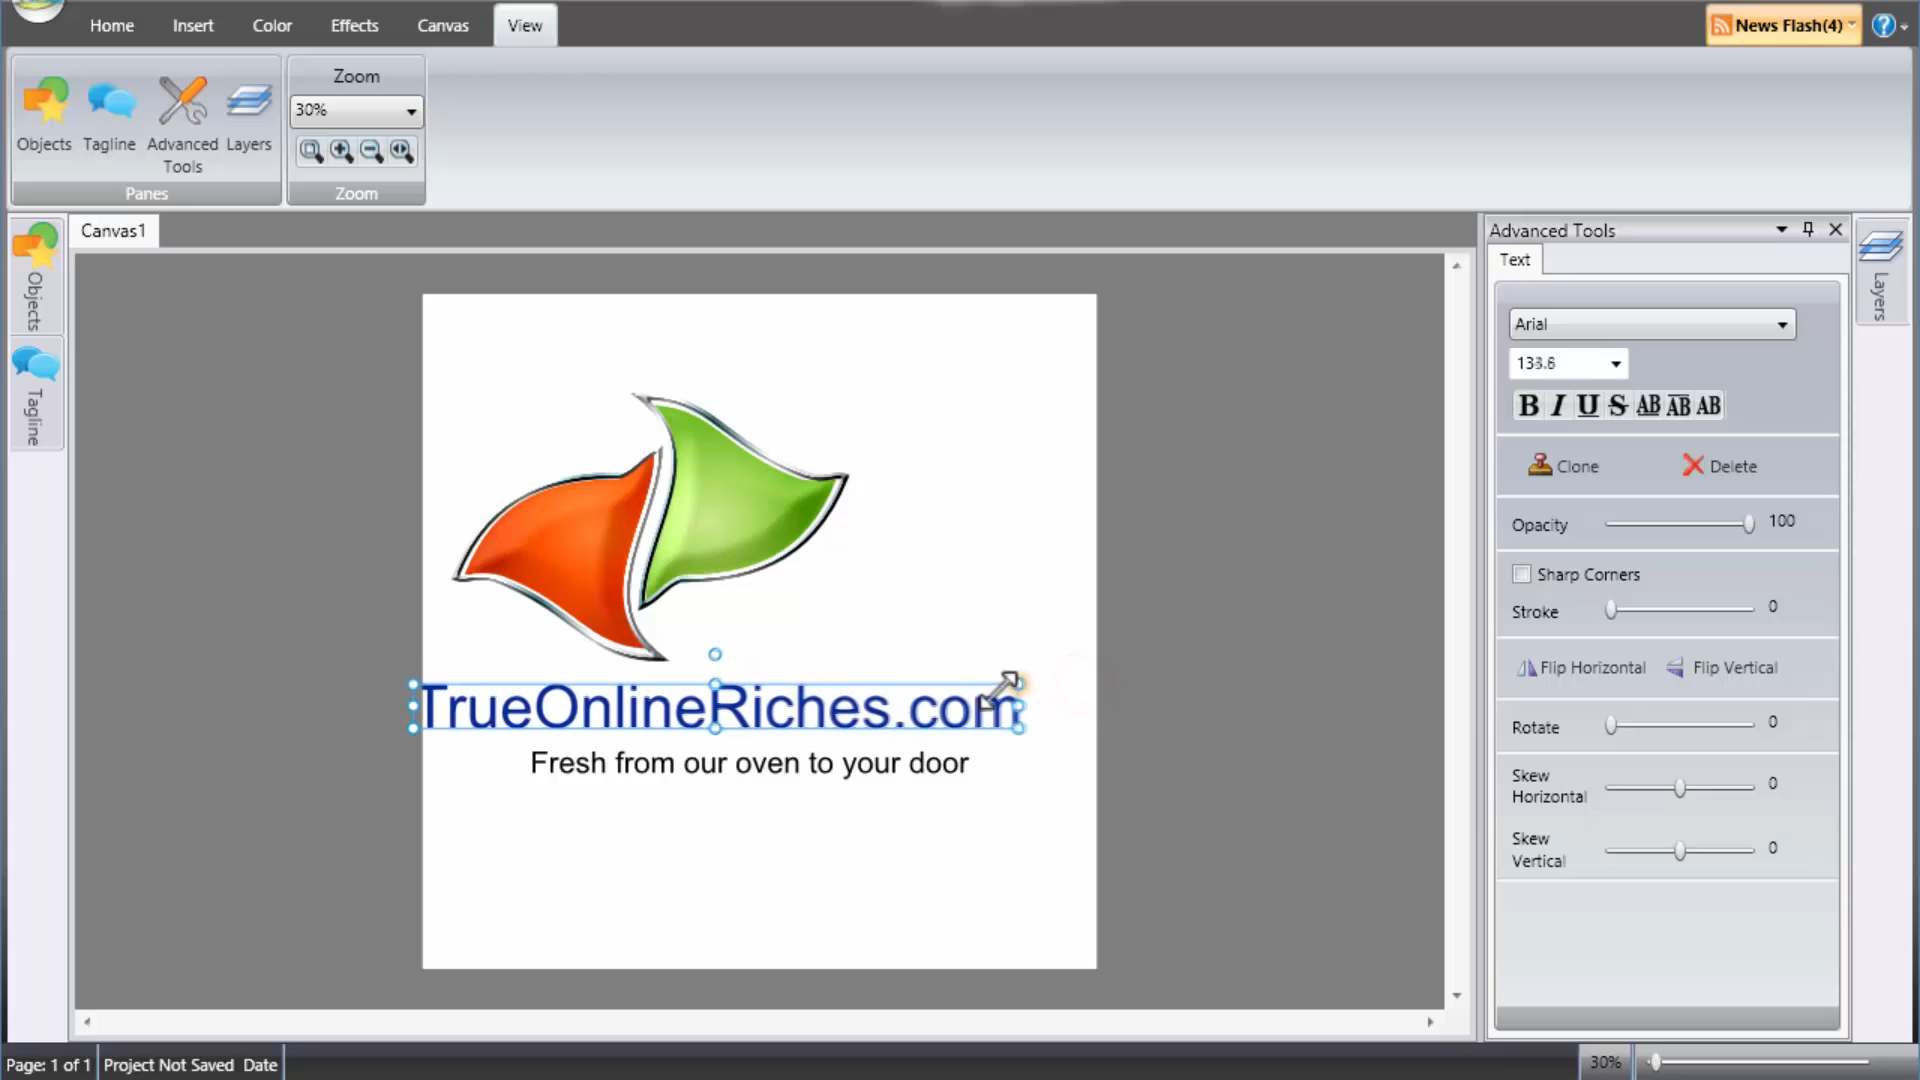 Home Insert Color Effects Canvas View News Flash(4)
Zoom
30%
Objects Tagline Advanced Tools Layers
Panes Zoom
Canvas1
Objects
Tagline
Advanced Tools
Text
Layers
Arial
B I U S AB AB AB
Clone Delete
Opacity 100
Sharp Corners
Stroke 0
Flip Horizontal Flip Vertical
Rotate 0
Skew Horizontal 0
Skew Vertical 0
TrueOnlineRiches.com
Fresh from our oven to your door
Page: 1 of 1 Project Not Saved Date 30%